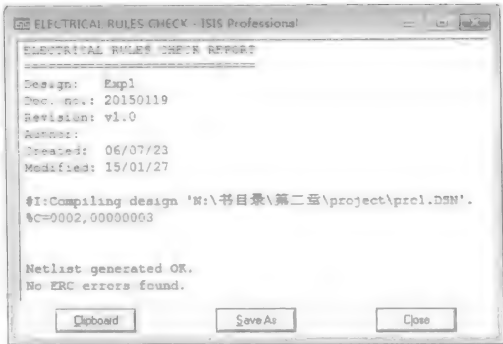 ELECTRICAL RULES CHECK - ISIS Professional
ELECTRICAL RULES CHECK REPORT
Design: Exp1
Doc. no.: 20150119
Revision: v1.0
Author:
Created: 06/07/23
Modified: 15/01/27
#I:Compiling design 'N:\书目录\第二章\project\prc1.DSN'.
%C=0002,00000003
Netlist generated OK.
No ERC errors found.
Clipboard Save As Close